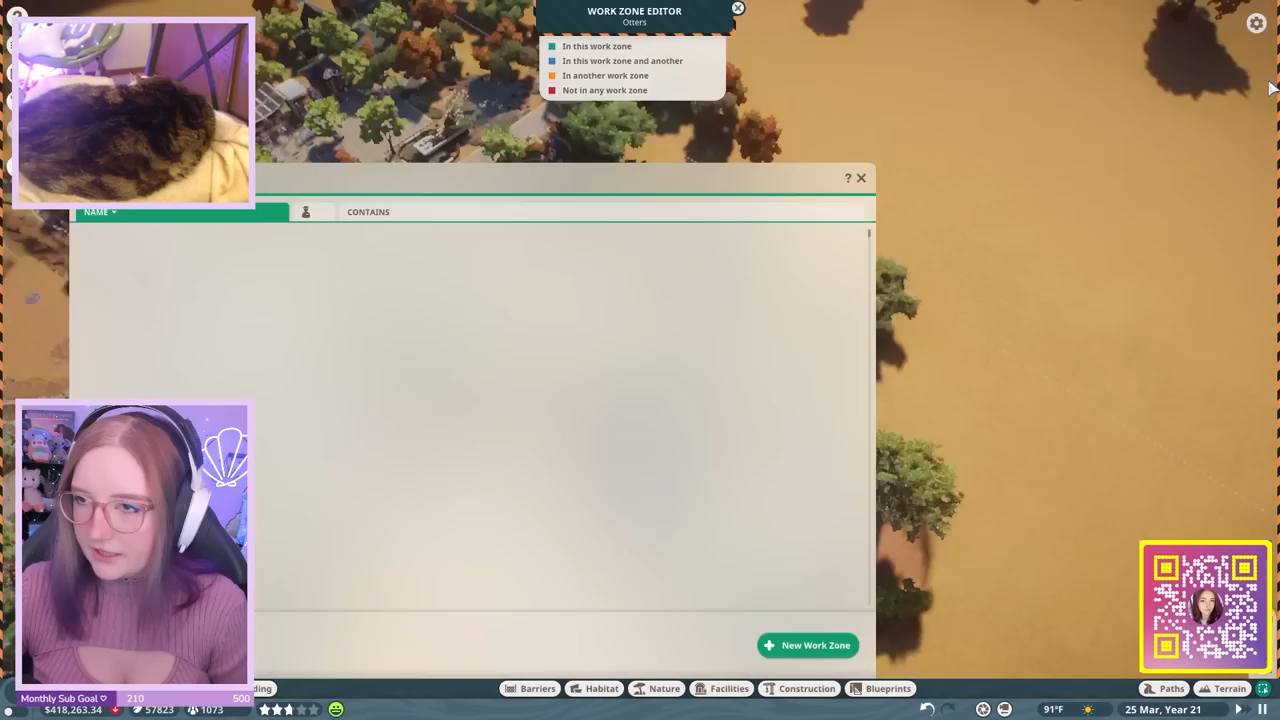 WORK ZONE EDITOR
Otters
In this work zone
In this work zone and another
In another work zone
Not in any work zone
? ✕
NAME
CONTAINS
New Work Zone
Monthly Sub Goal ♡ 210 500
ding
Barriers
Habitat
Nature
Facilities
Construction
Blueprints
Paths
Terrain
$418,263.34
57823
1073
91°F
25 Mar, Year 21